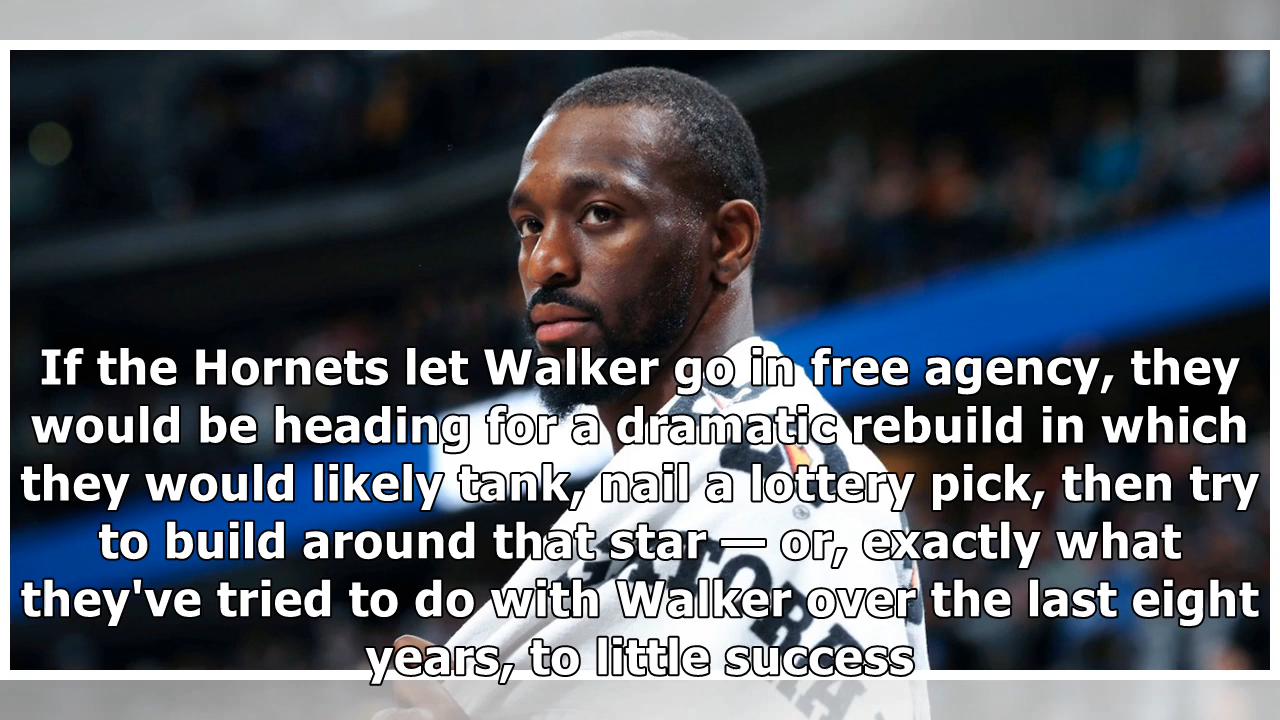 If the Hornets let Walker go in free agency, they
would be heading for a dramatic rebuild in which
they would likely tank, nail a lottery pick, then try
to build around that star — or, exactly what
they've tried to do with Walker over the last eight
years, to little success